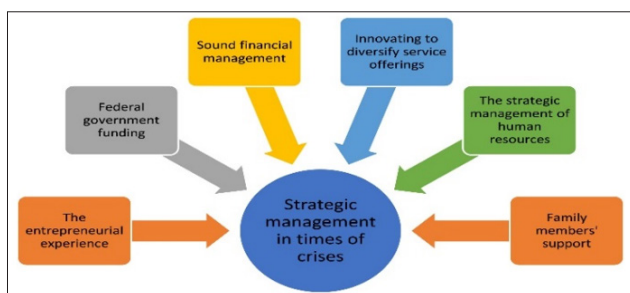 Sound financial
management
Innovating to
diversify service
offerings
Federal
government
funding
The strategic
management of
human
resources
The
entrepreneurial
experience
Strategic
management
in times of
crises
Family
members'
support